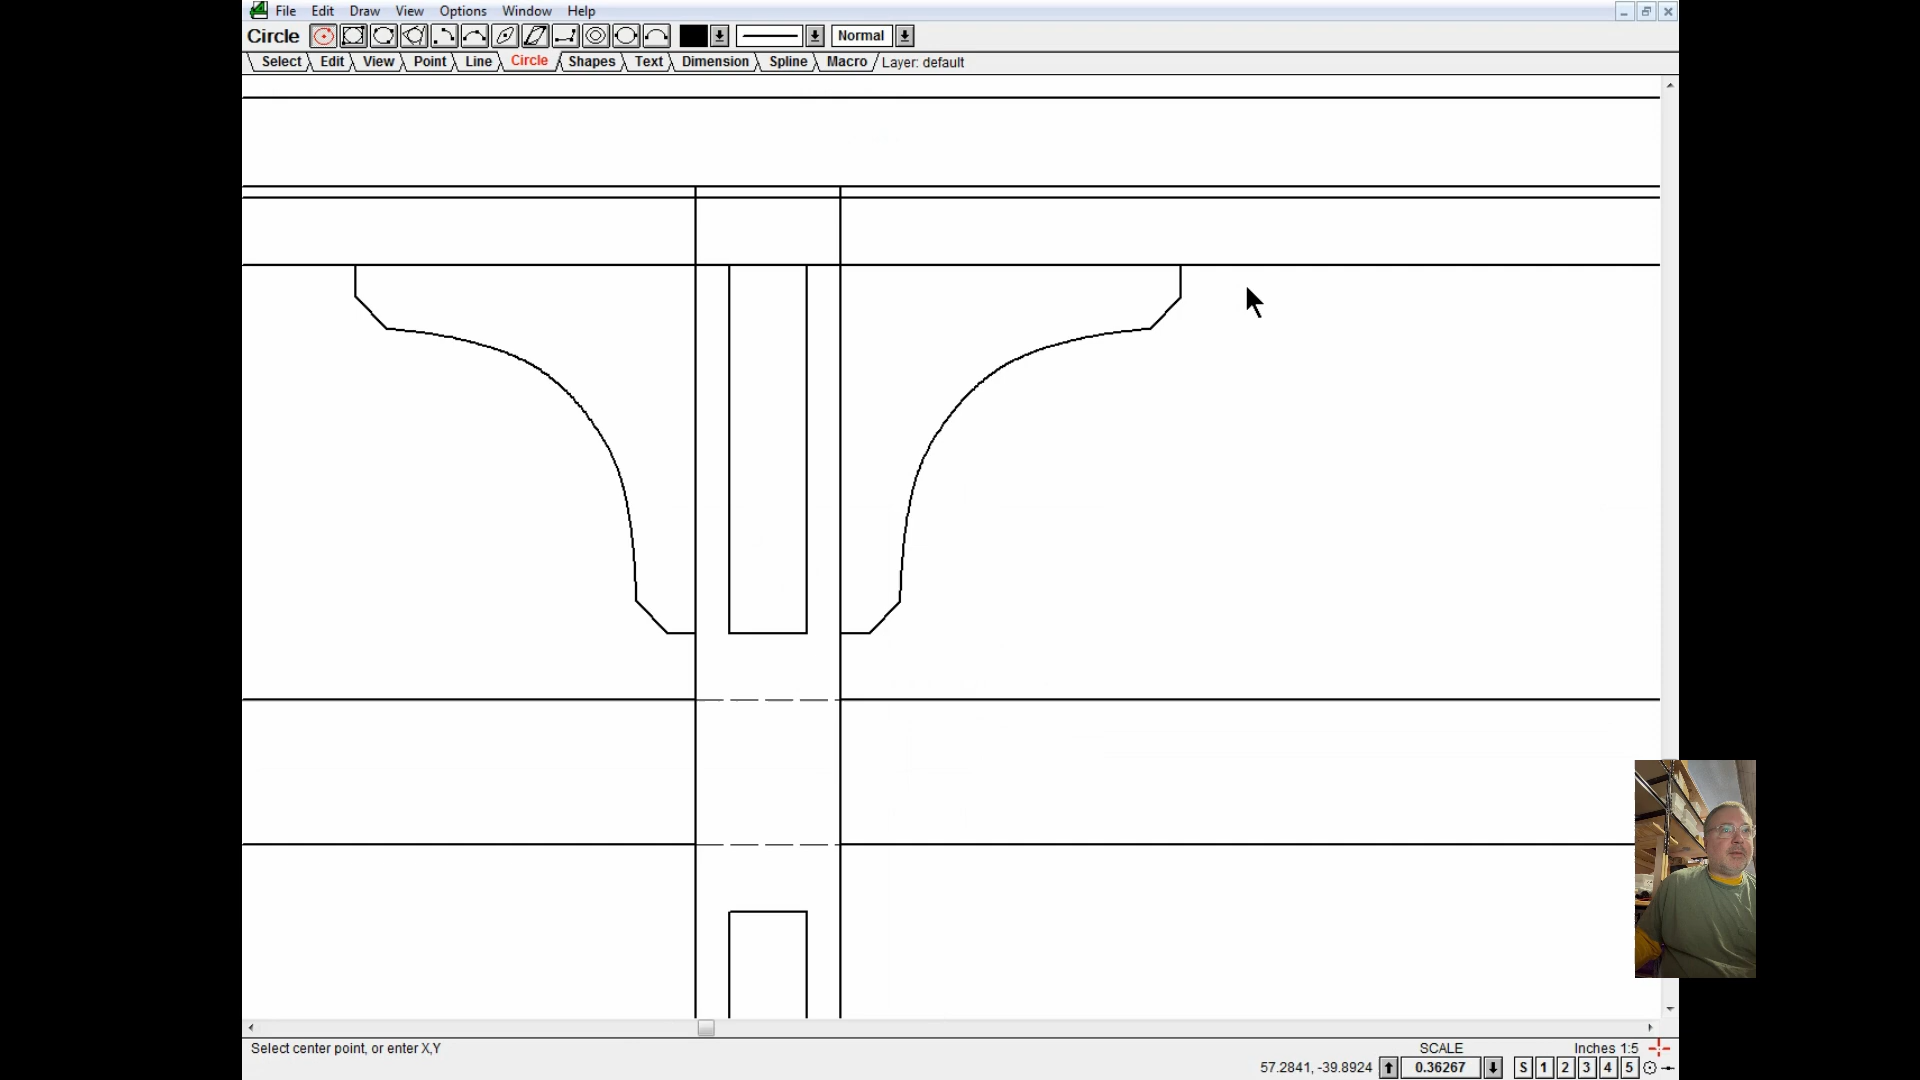 File Edit Draw View Options Window Help
Circle Normal
Select Edit View Point Line Circle Shapes Text Dimension Spline Macro Layer: default
Select center point, or enter X,Y
SCALE Inches 1:5
57.2841, -39.8924 0.36267 S 1 2 3 4 5